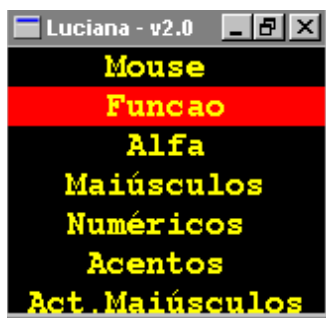 Luciana - v2.0
Mouse
Funcao
Alfa
Maiúsculos
Numéricos
Acentos
Act.Maiúsculos